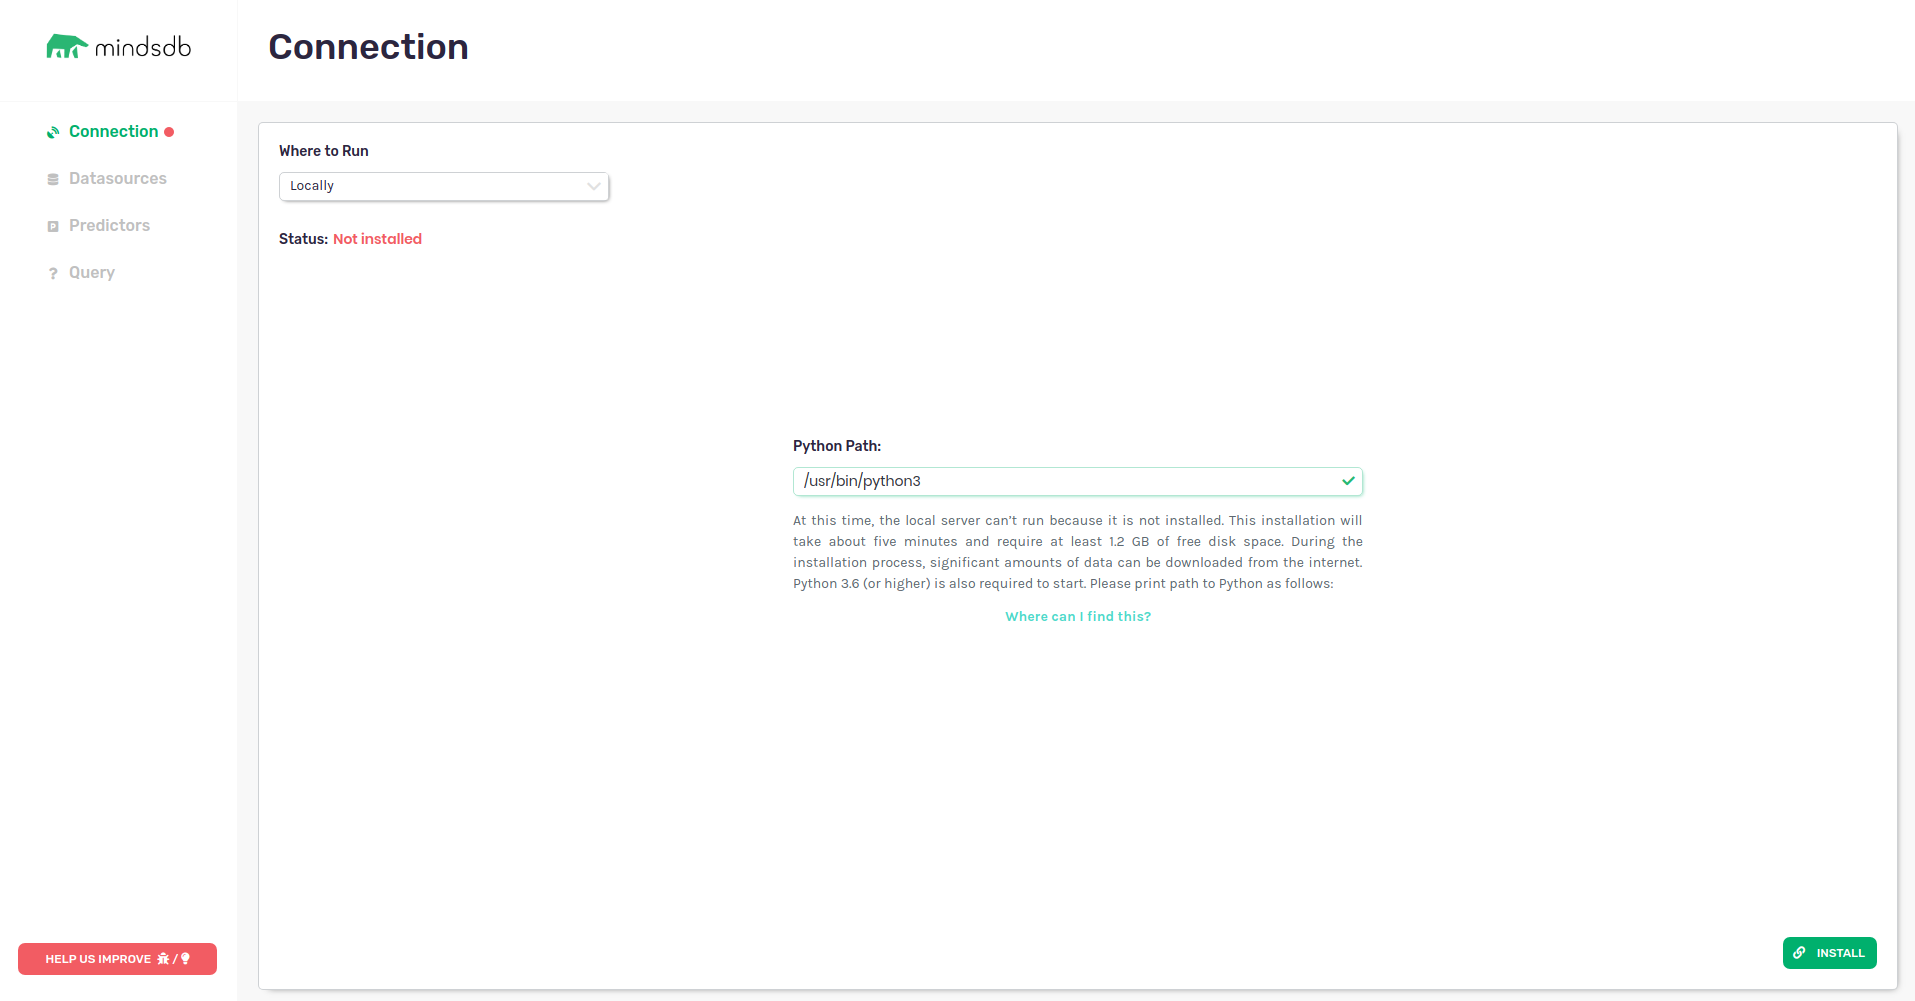 mindsdb
Connection
Connection
Datasources
Predictors
Query
Where to Run
Locally
Status: Not installed
Python Path:
/usr/bin/python3
At this time, the local server can’t run because it is not installed. This installation will
take about five minutes and require at least 1.2 GB of free disk space. During the
installation process, significant amounts of data can be downloaded from the internet.
Python 3.6 (or higher) is also required to start. Please print path to Python as follows:
Where can I find this?
HELP US IMPROVE /
INSTALL